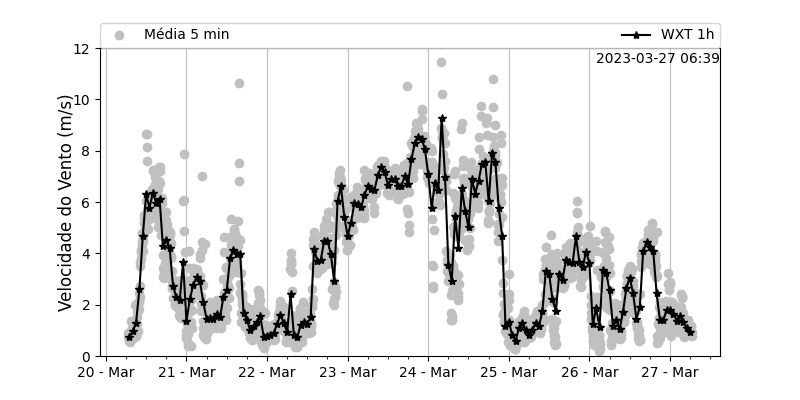 Média 5 min
WXT 1h
2023-03-27 06:39
Velocidade do Vento (m/s)
12
10
8
6
4
2
0
20 - Mar 21 - Mar 22 - Mar 23 - Mar 24 - Mar 25 - Mar 26 - Mar 27 - Mar